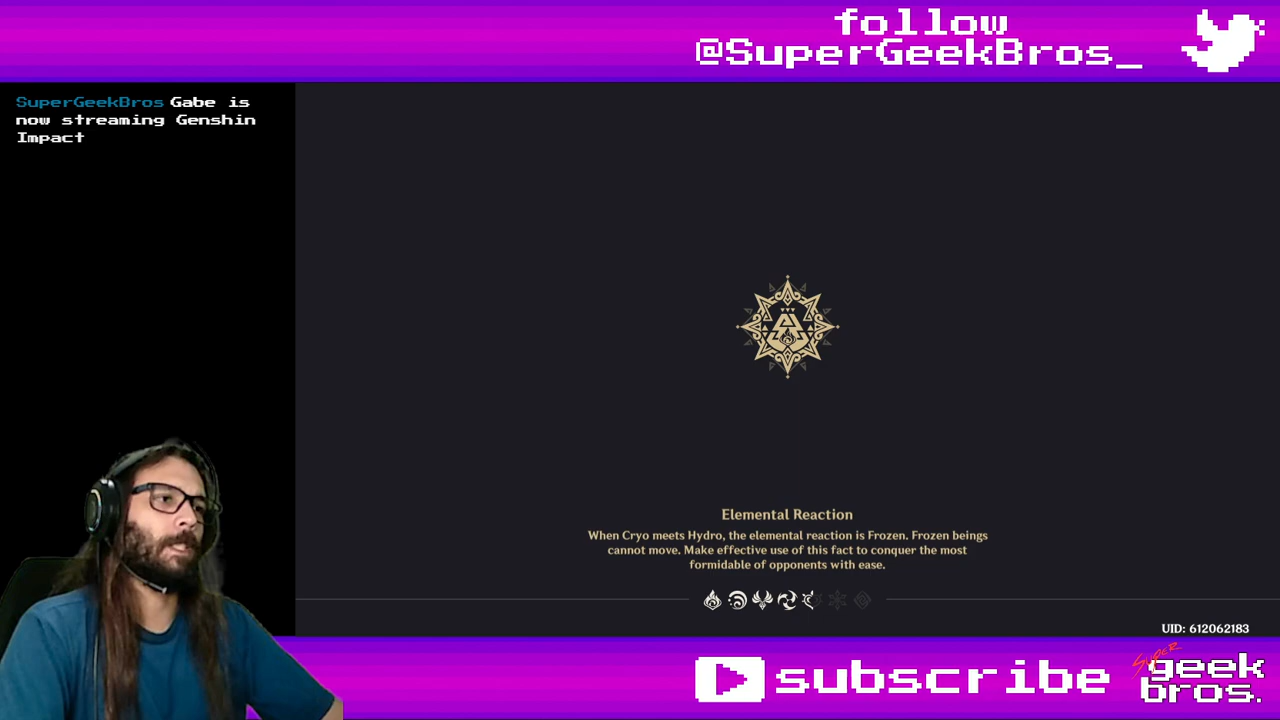 follow
@SuperGeekBros_
SuperGeekBros Gabe is
now streaming Genshin
Impact
Elemental Reaction
When Cryo meets Hydro, the elemental reaction is Frozen. Frozen beings
cannot move. Make effective use of this fact to conquer the most
formidable of opponents with ease.
UID: 612062183
subscribe
SUPER
geek
bros.